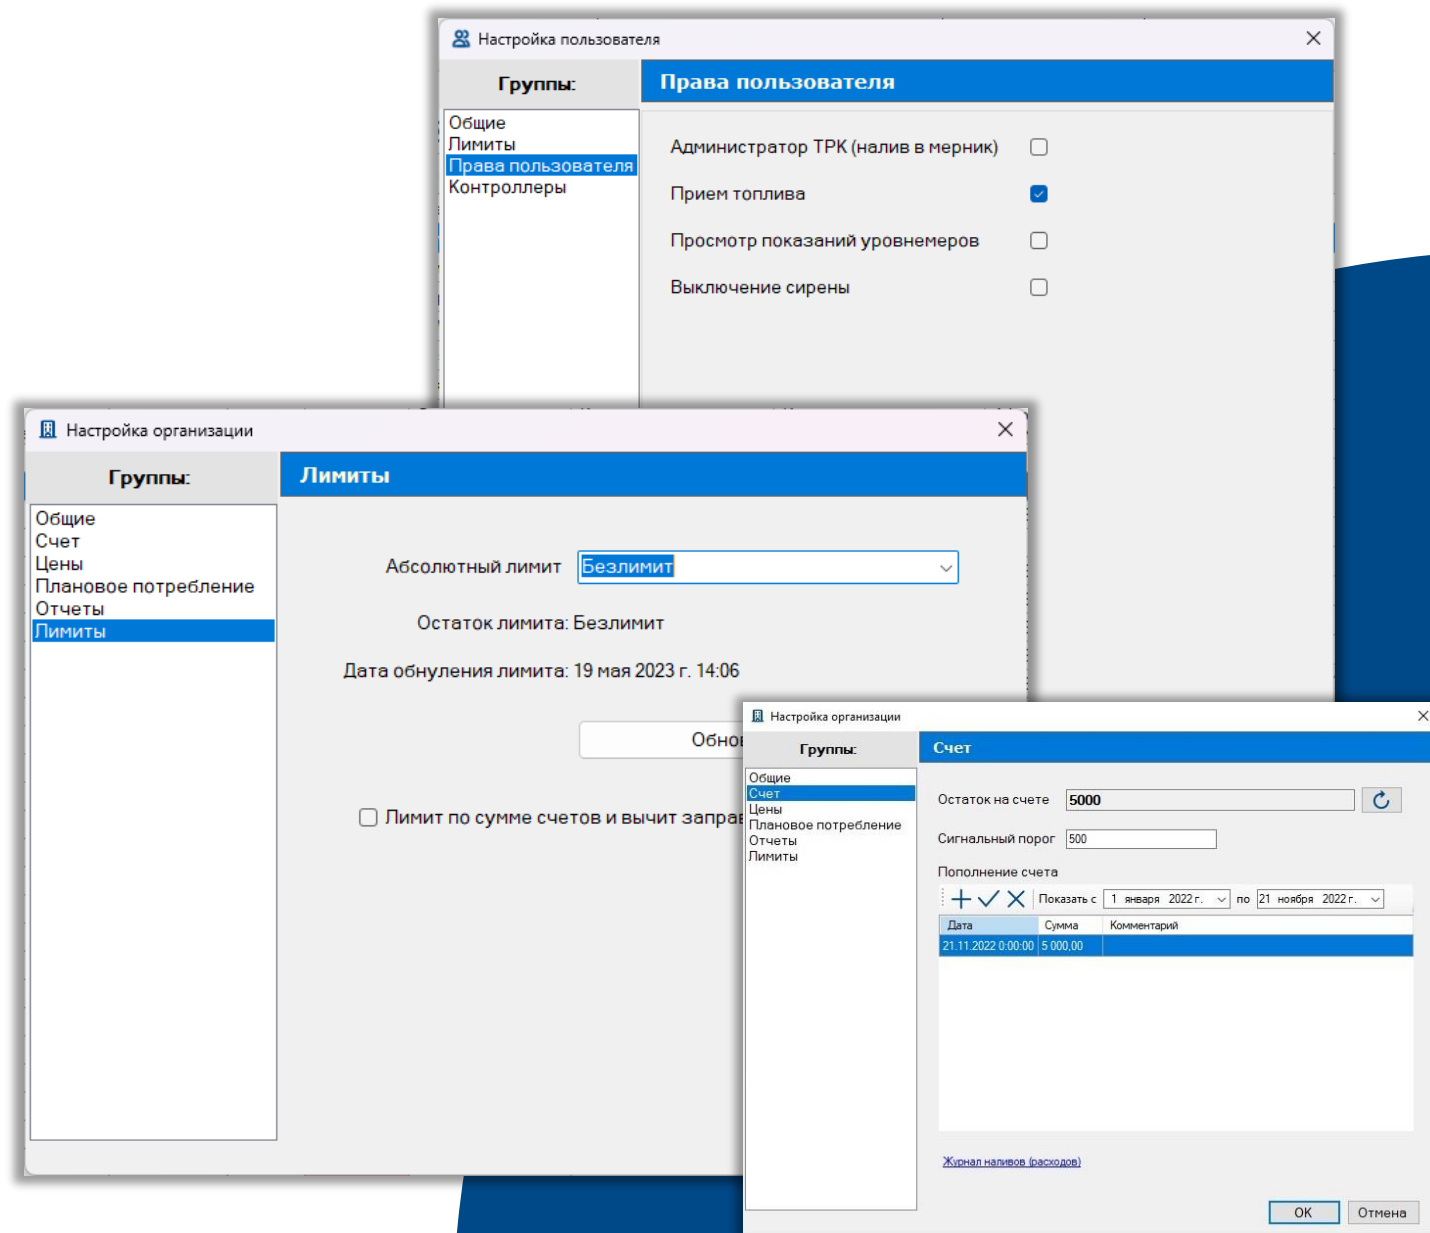 Настройка пользователя
Группы:
Права пользователя
Общие
Лимиты
Права пользователя
Контроллеры
Администратор ТРК (налив в мерник)
Прием топлива
Просмотр показаний уровнемеров
Выключение сирены
Настройка организации
Группы:
Лимиты
Общие
Счет
Цены
Плановое потребление
Отчеты
Лимиты
Абсолютный лимит Безлимит
Остаток лимита: Безлимит
Дата обнуления лимита: 19 мая 2023 г. 14:06
Лимит по сумме счетов и вычит
Настройка организации
Группы:
Счет
Общие
Счет
Цены
Плановое потребление
Отчеты
Лимиты
Остаток на счете 5000
Сигнальный порог 500
Пополнение счета
Показать с 1 января 2022 г. по 21 ноября 2022 г.
Дата Сумма Комментарий
21.11.2022 0:00:00 5 000,00
Журнал наливов (расходов)
OK Отмена